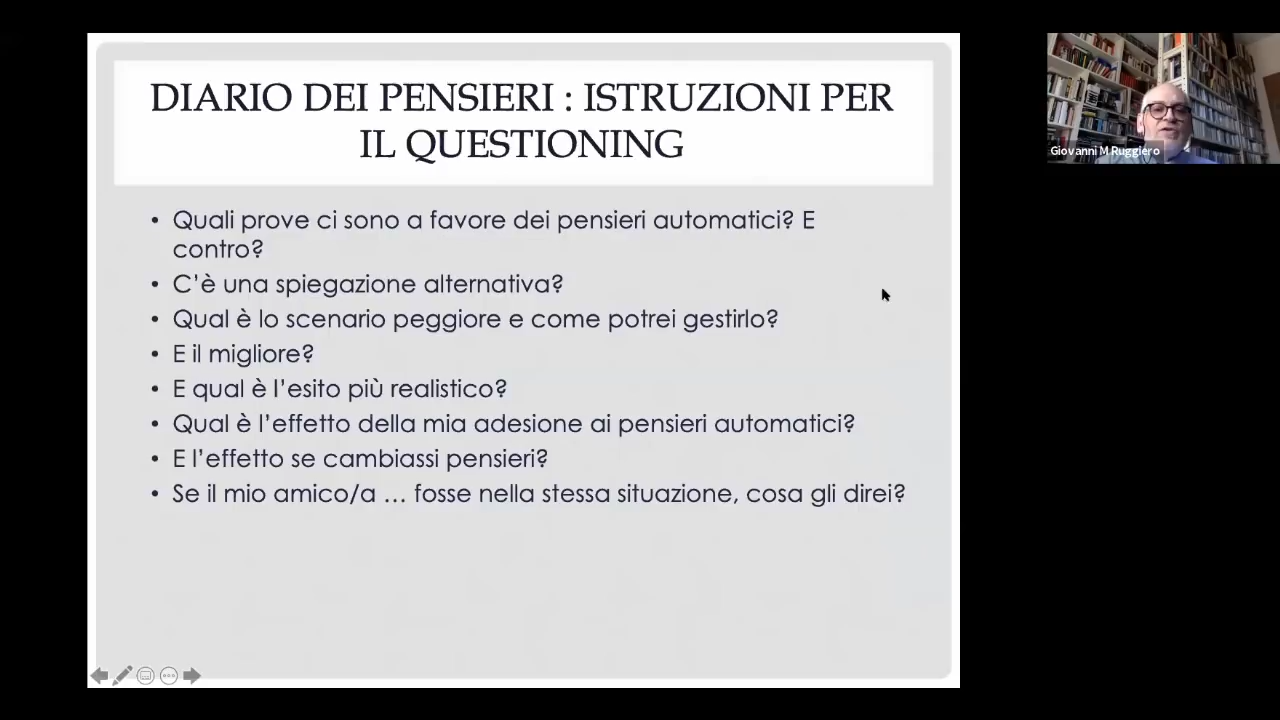 DIARIO DEI PENSIERI : ISTRUZIONI PER
IL QUESTIONING
• Quali prove ci sono a favore dei pensieri automatici? E
contro?
• C’è una spiegazione alternativa?
• Qual è lo scenario peggiore e come potrei gestirlo?
• E il migliore?
• E qual è l’esito più realistico?
• Qual è l’effetto della mia adesione ai pensieri automatici?
• E l’effetto se cambiassi pensieri?
• Se il mio amico/a … fosse nella stessa situazione, cosa gli direi?
Giovanni M Ruggiero